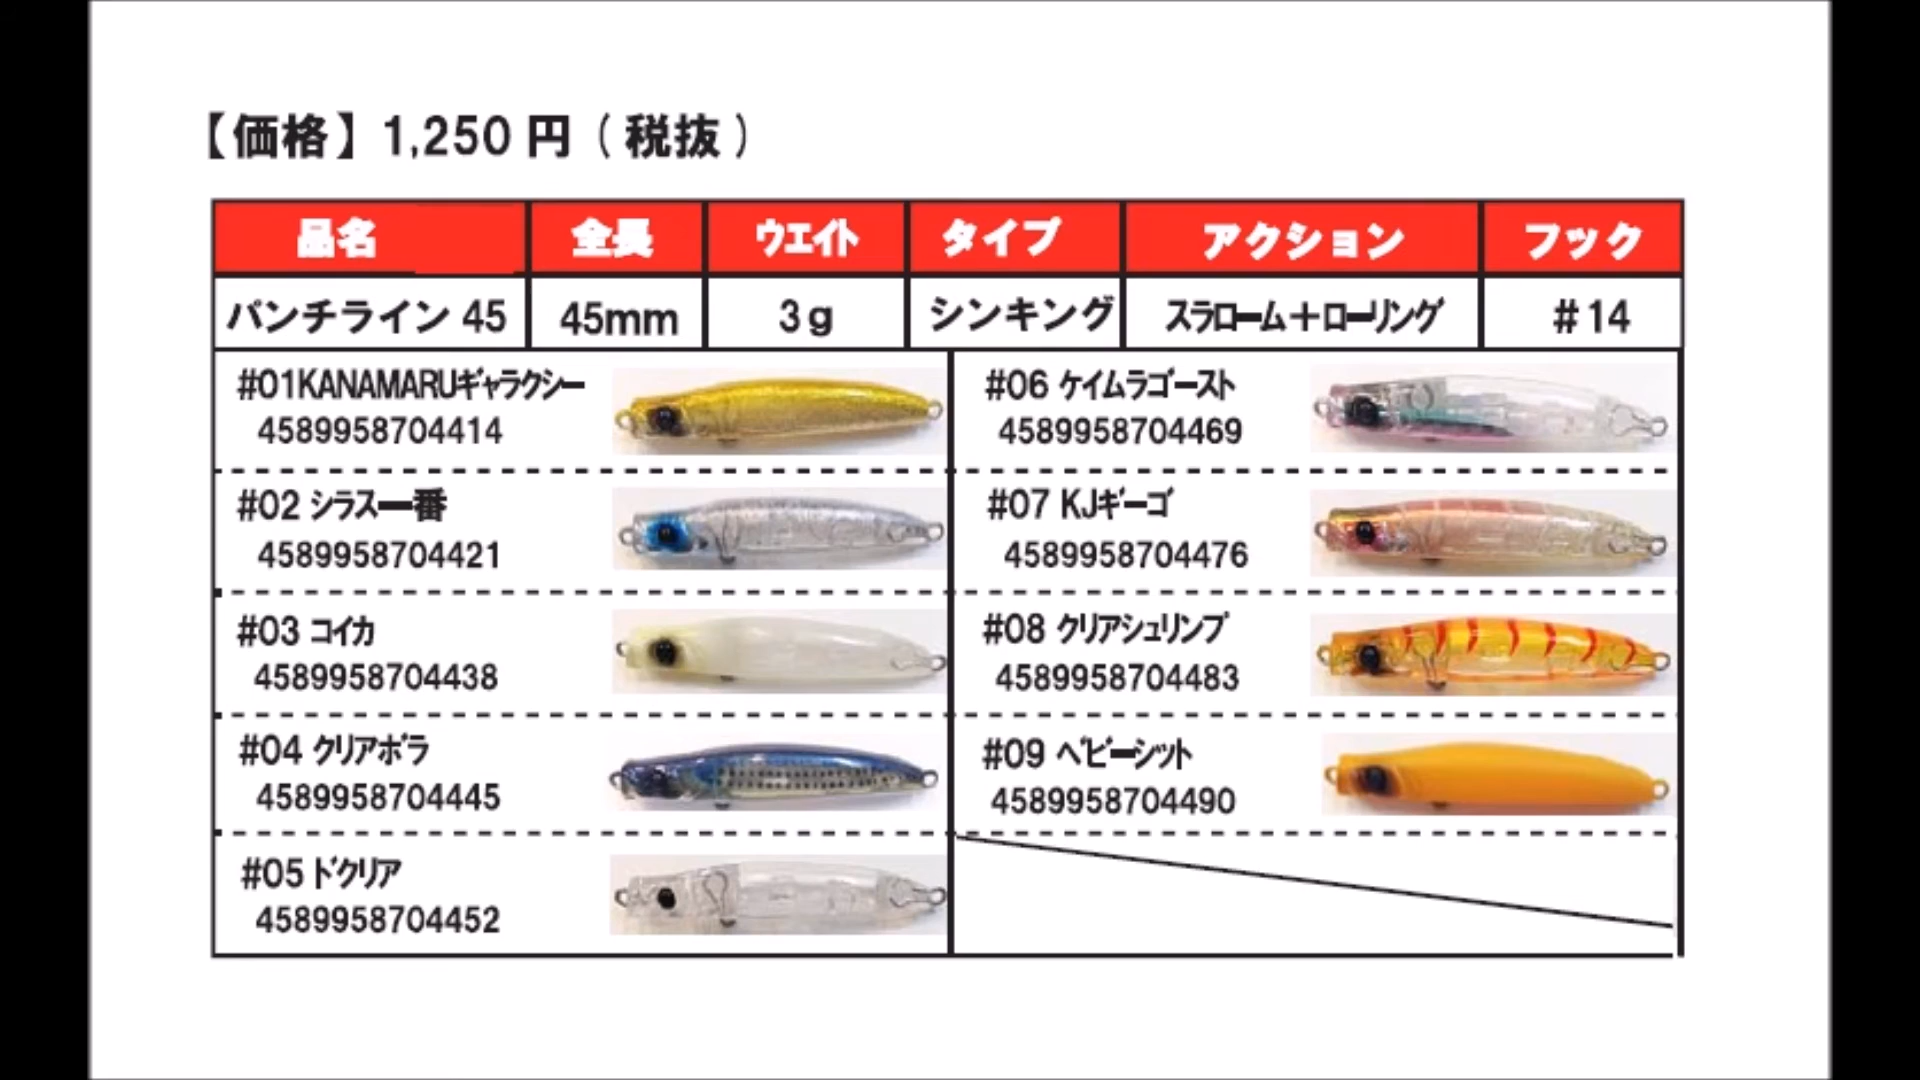 【価格】1,250 円 ( 税抜 )
品名 全長 ウエイト タイプ アクション フック
パンチライン 45 45mm 3g シンキング スラローム+ローリング #14
#01KANAMARUギャラクシー
4589958704414
#02 シラス一番
4589958704421
#03 コイカ
4589958704438
#04 クリアボラ
4589958704445
#05 ドクリア
4589958704452
#06 ケイムラゴースト
4589958704469
#07 KJギーゴ
4589958704476
#08 クリアシュリンプ
4589958704483
#09 ベビーシット
4589958704490